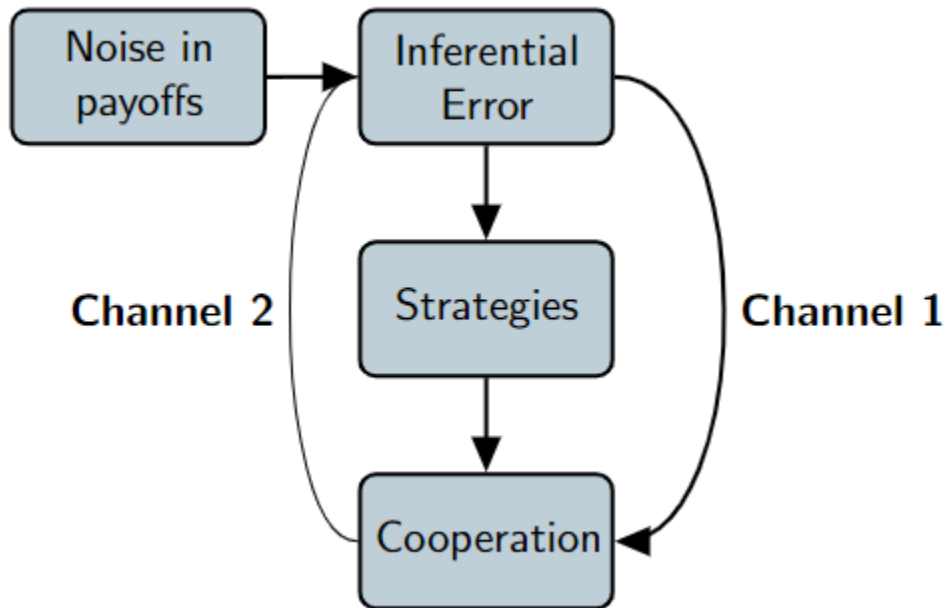 Noise in
payoffs
Inferential
Error
Strategies
Channel 2
Channel 1
Cooperation